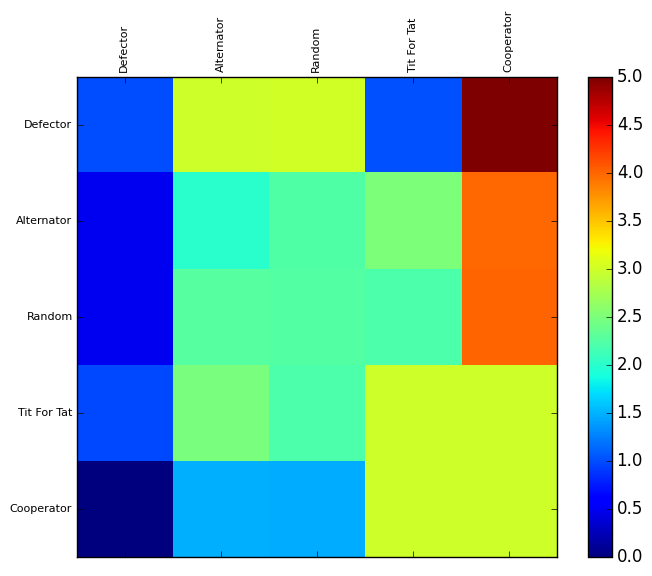 Defector
Alternator
Random
Tit For Tat
Cooperator
Defector
Alternator
Random
Tit For Tat
Cooperator
5.0
4.5
4.0
3.5
3.0
2.5
2.0
1.5
1.0
0.5
0.0